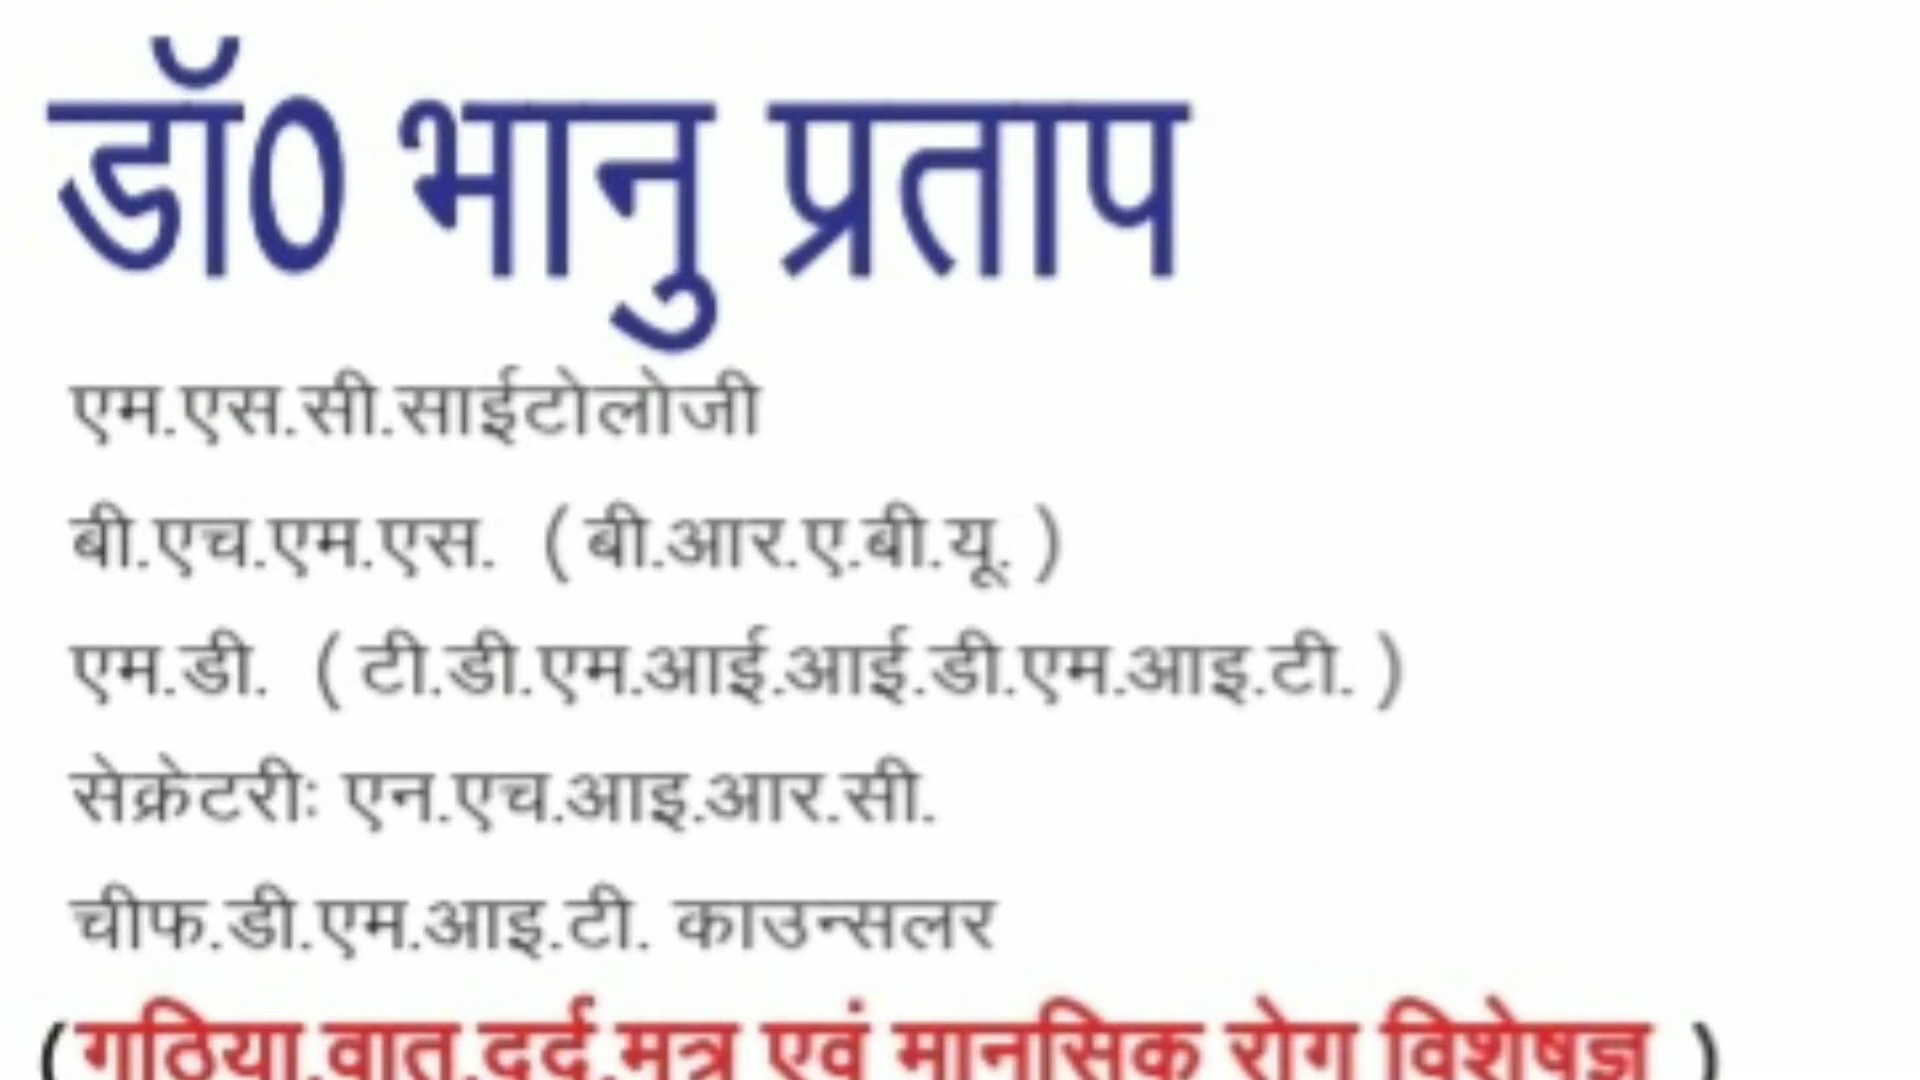 डॉ0 भानु प्रताप
एम.एस.सी.साईटोलोजी
बी.एच.एम.एस. ( बी.आर.ए.बी.यू. )
एम.डी. ( टी.डी.एम.आई.आई.डी.एम.आइ.टी. )
सेक्रेटरीः एन.एच.आइ.आर.सी.
चीफ.डी.एम.आइ.टी. काउन्सलर
( गठिया,वात,दर्द,मूत्र एवं मानसिक रोग विशेषज्ञ )